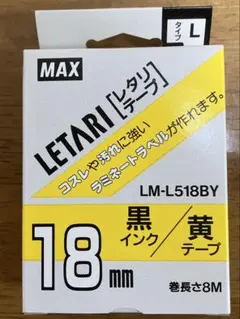 タイプ L
MAX
LETARI[レタリテープ]
コスレや汚れに強い
ラミネートラベルが作れます。
LM-L518BY
18mm
黒インク/黄テープ
巻長さ8M